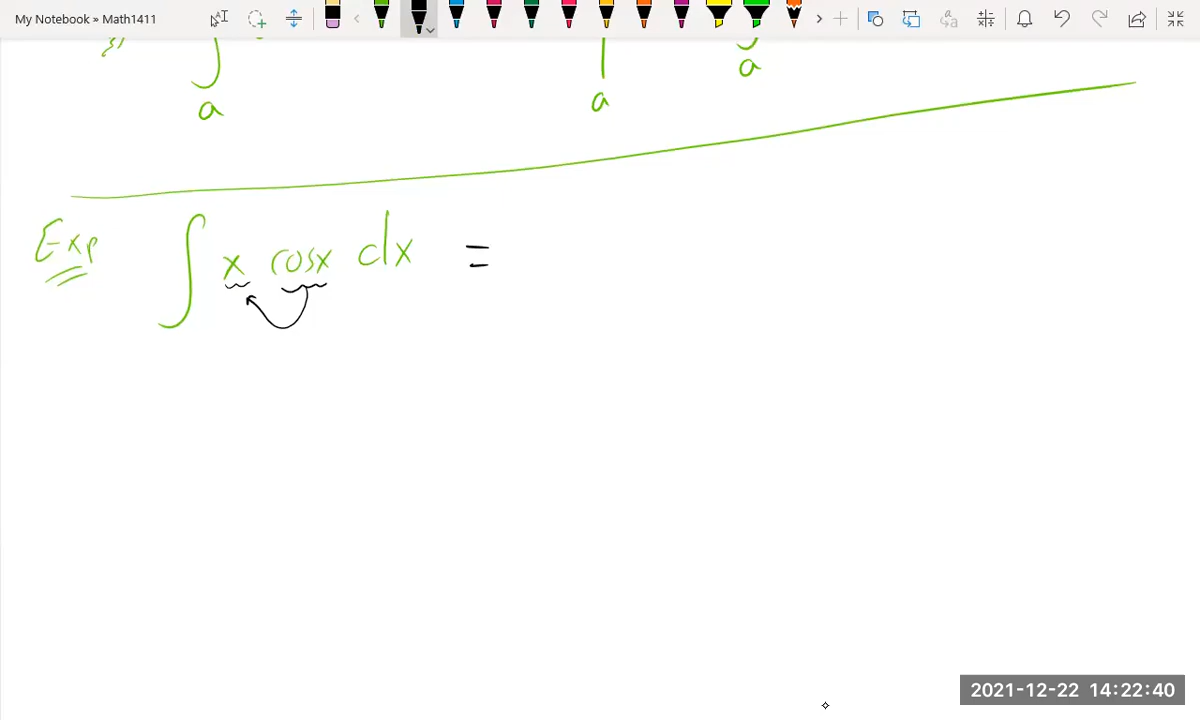 My Notebook » Math1411
a a a
Exp ∫ x cosx dx =
2021-12-22 14:22:40